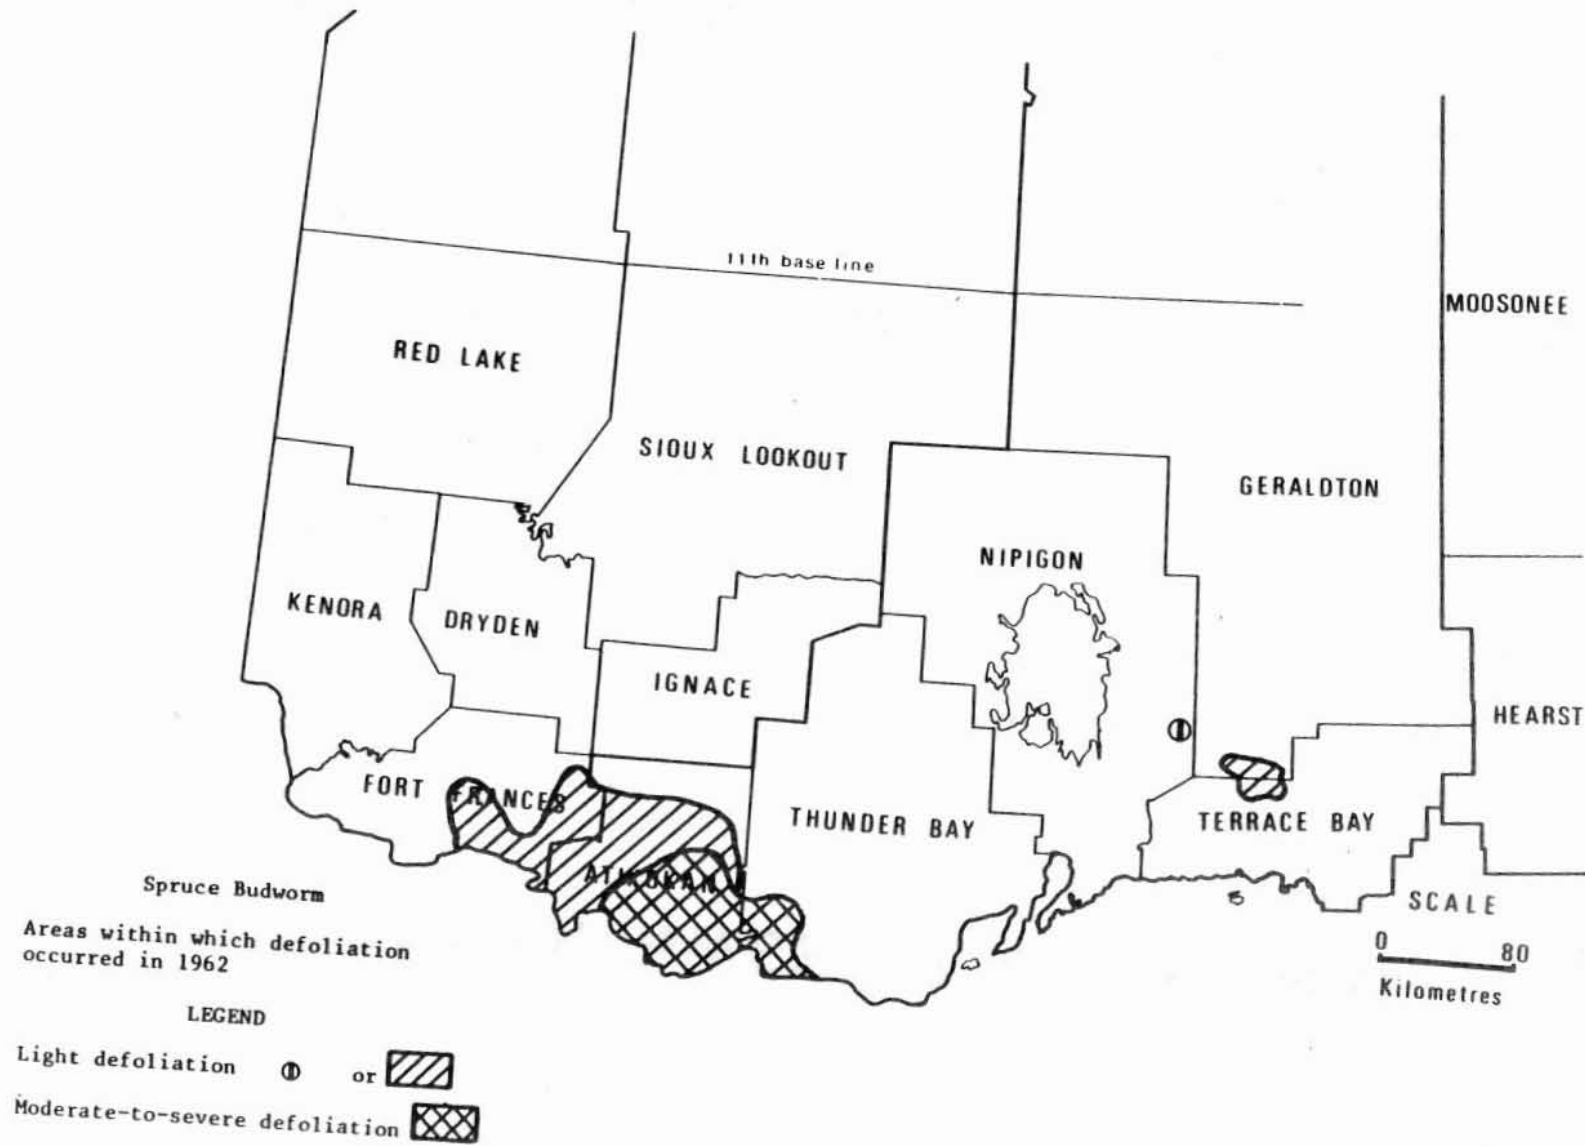 11th base line
MOOSONEE
RED LAKE
SIOUX LOOKOUT
GERALDTON
NIPIGON
KENORA
DRYDEN
IGNACE
HEARST
FORT FRANCES
THUNDER BAY
TERRACE BAY
ATIKOKAN
Spruce Budworm
Areas within which defoliation
occurred in 1962
SCALE
0 80
Kilometres
LEGEND
Light defoliation or
Moderate-to-severe defoliation